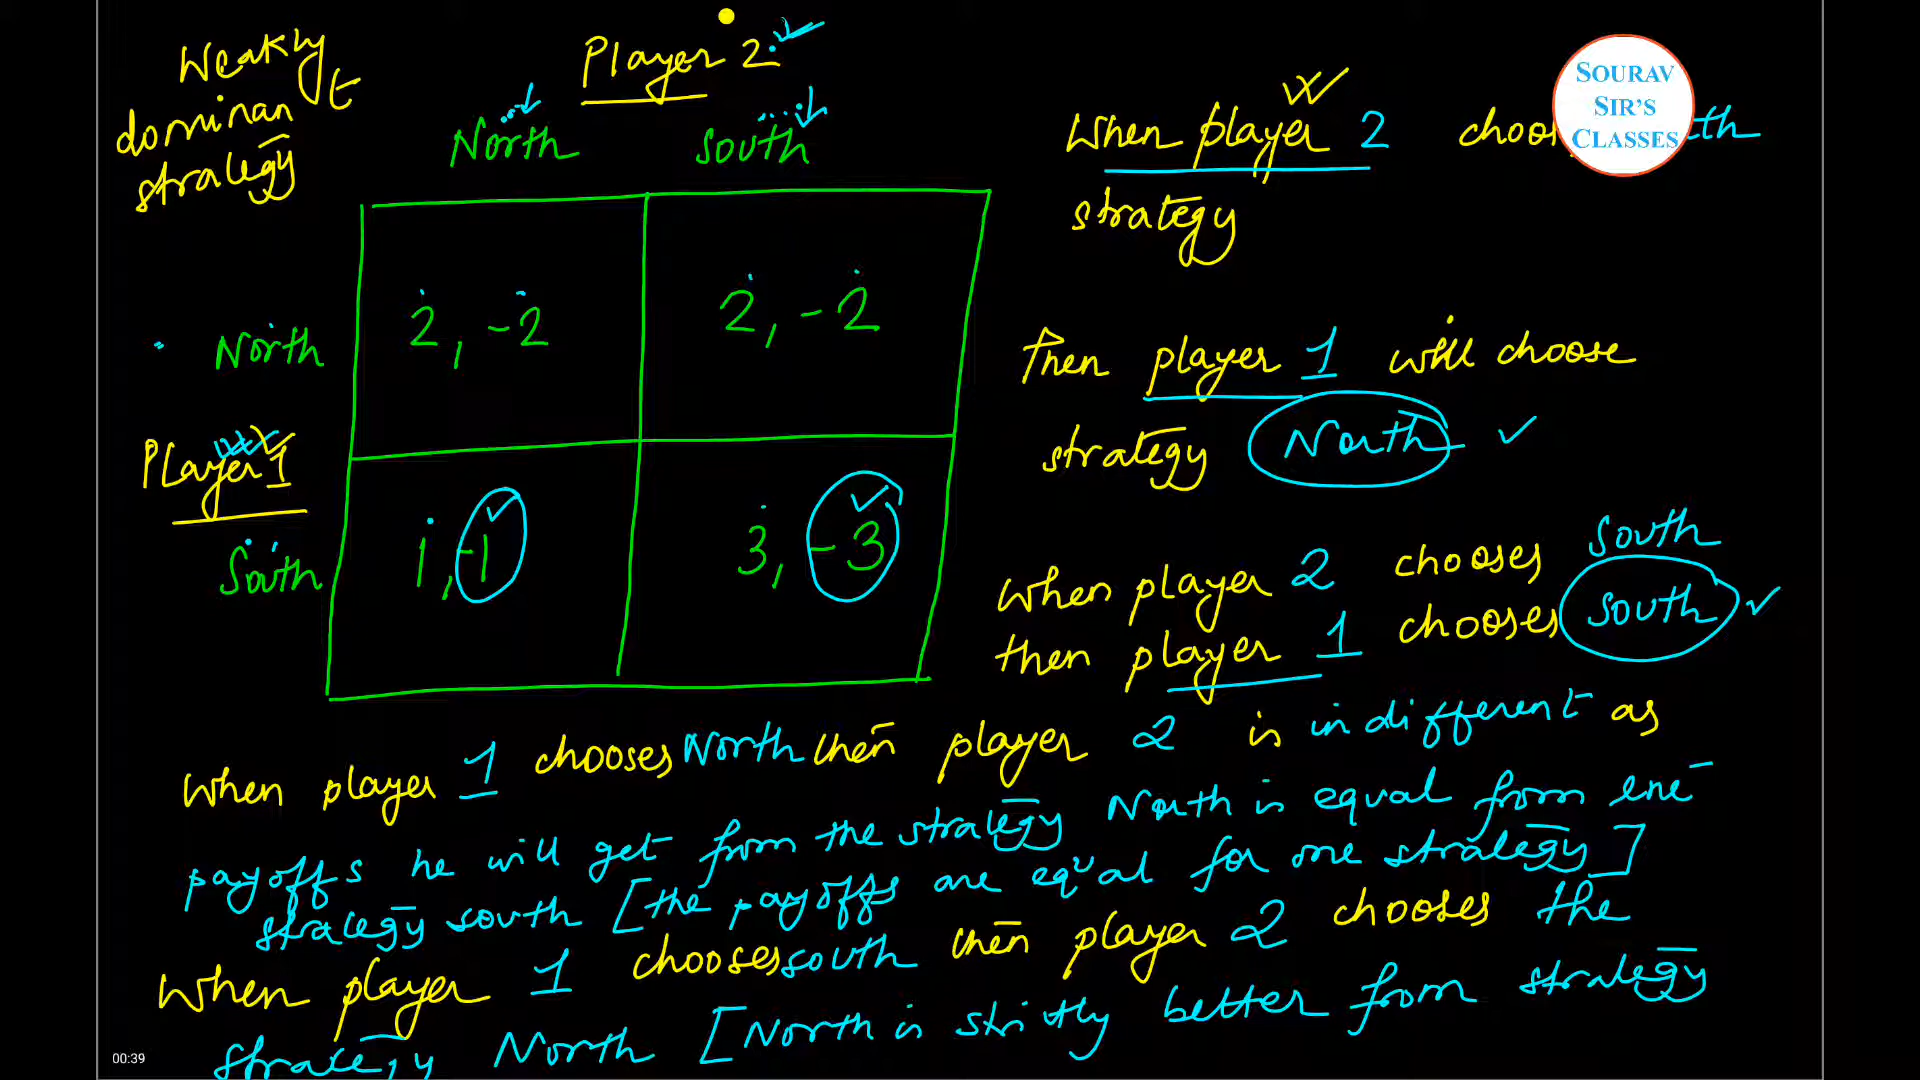 Weakly
dominant
strategy
Player 2
North South
North 2, -2 2, -2
Player 1
South 1, -1 3, -3
When player 2
strategy
Then player 1 will choose
strategy North
When player 2 chooses South
then player 1 chooses South
When player 1 chooses North then player 2 is indifferent as
payoffs he will get from the strategy North is equal from
strategy south [the payoffs are equal for one strategy]
When player 1 chooses south then player 2 chooses the
strategy North [North is strictly better from strategy
SOURAV
SIR'S
CLASSES
00:39